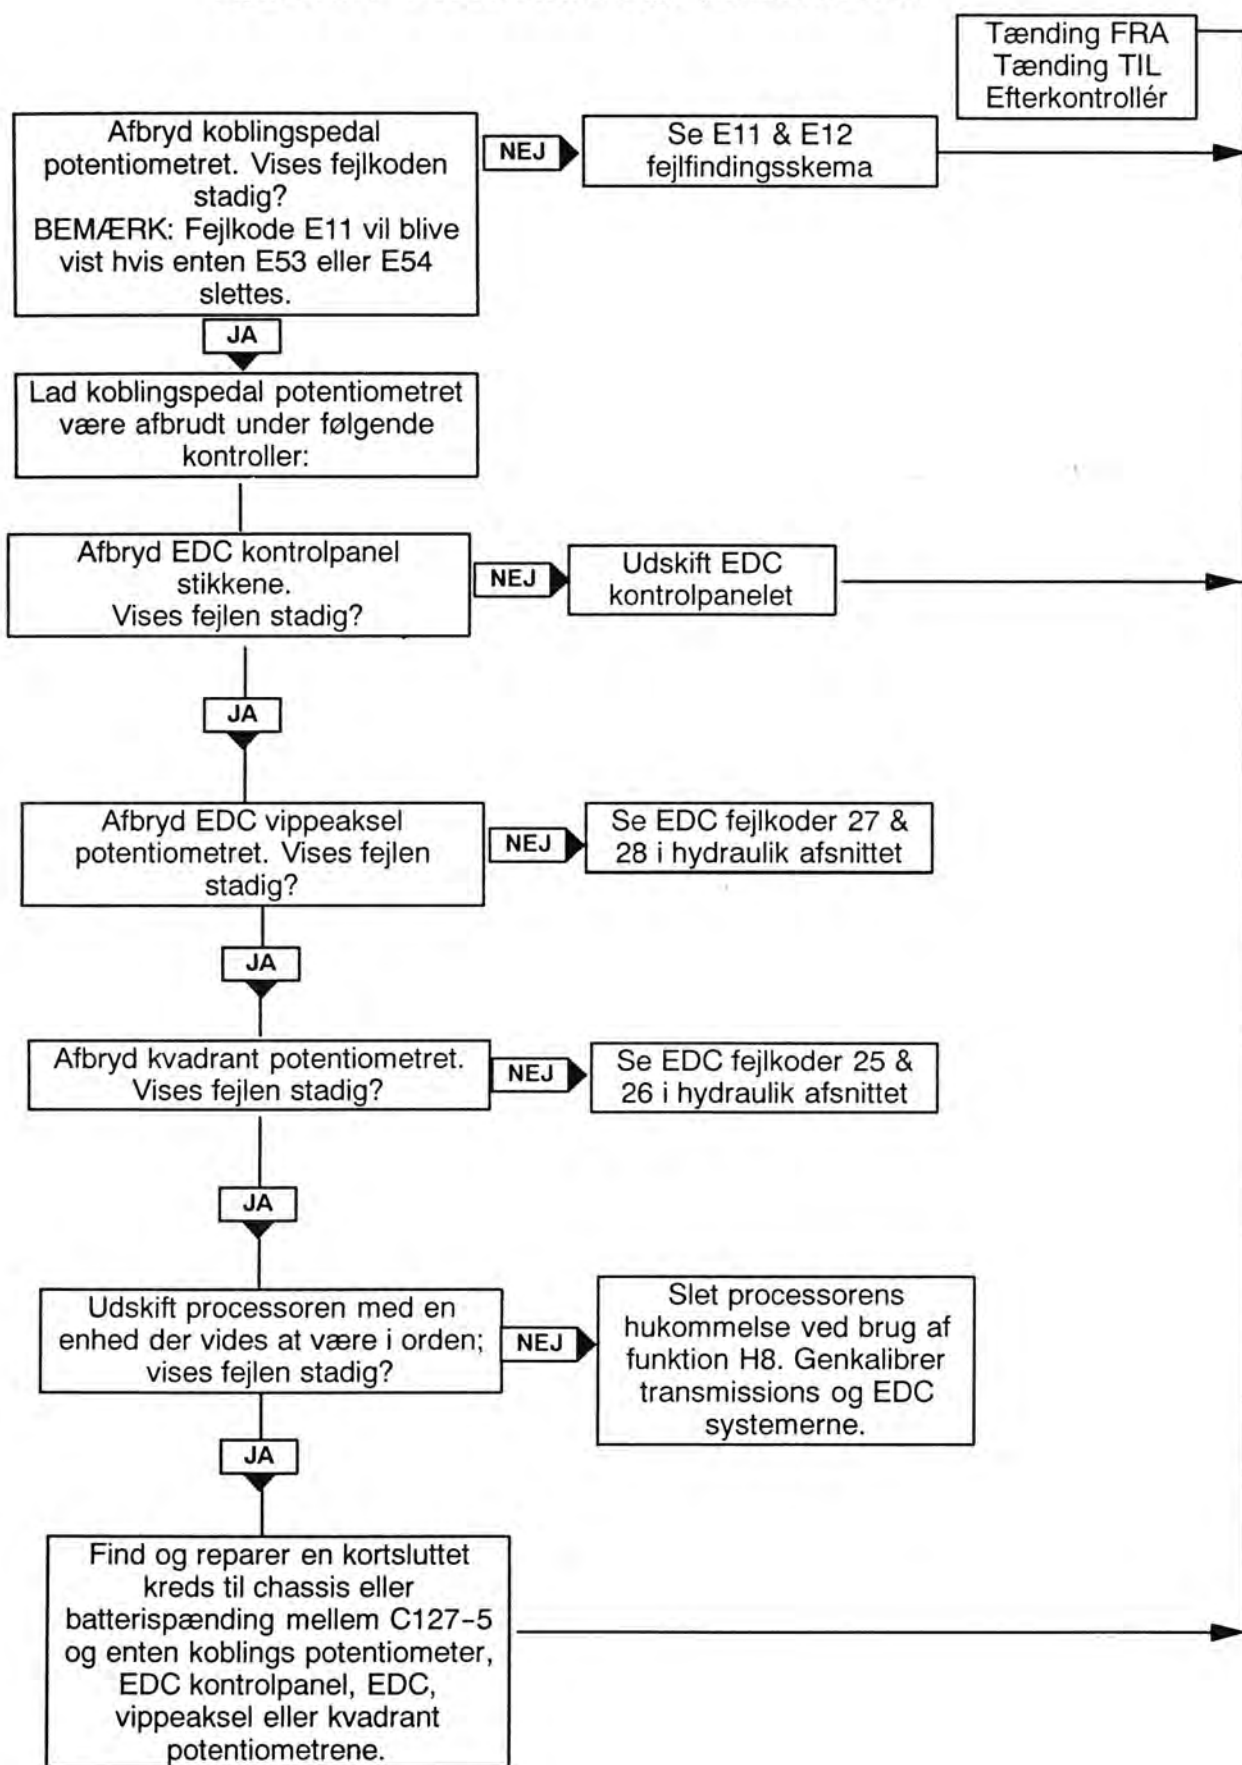 Tænding FRA
Tænding TIL
Efterkontrollér
Afbryd koblingspedal
potentiometret. Vises fejlkoden
stadig?
BEMÆRK: Fejlkode E11 vil blive
vist hvis enten E53 eller E54
slettes.
NEJ
Se E11 & E12
fejlfindingsskema
JA
Lad koblingspedal potentiometret
være afbrudt under følgende
kontroller:
Afbryd EDC kontrolpanel
stikkene.
Vises fejlen stadig?
NEJ
Udskift EDC
kontrolpanelet
JA
Afbryd EDC vippeaksel
potentiometret. Vises fejlen
stadig?
NEJ
Se EDC fejlkoder 27 &
28 i hydraulik afsnittet
JA
Afbryd kvadrant potentiometret.
Vises fejlen stadig?
NEJ
Se EDC fejlkoder 25 &
26 i hydraulik afsnittet
JA
Udskift processoren med en
enhed der vides at være i orden;
vises fejlen stadig?
NEJ
Slet processorens
hukommelse ved brug af
funktion H8. Genkalibrer
transmissions og EDC
systemerne.
JA
Find og reparer en kortsluttet
kreds til chassis eller
batterispænding mellem C127-5
og enten koblings potentiometer,
EDC kontrolpanel, EDC,
vippeaksel eller kvadrant
potentiometrene.